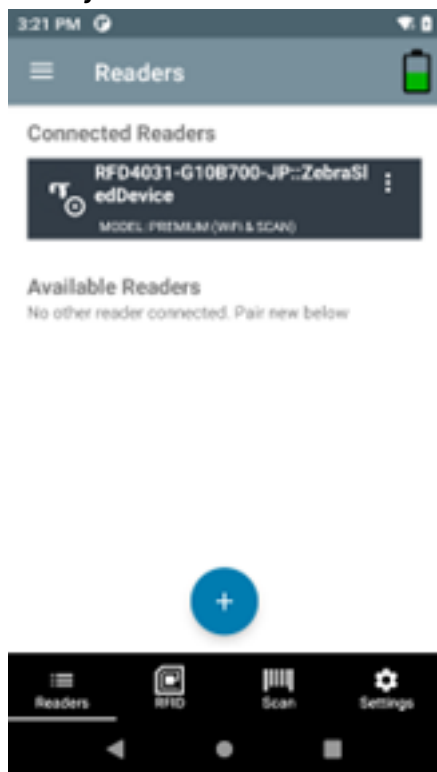 3:21 PM
Readers
Connected Readers
RFD4031-G10B700-JP::ZebraSl
edDevice
MODEL: PREMIUM (WiFi & SCAN)
Available Readers
No other reader connected. Pair new below
+
Readers RFID Scan Settings